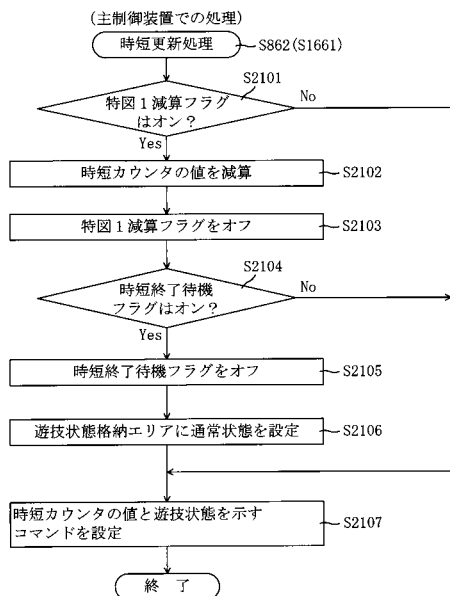 (主制御装置での処理)
時短更新処理
S862(S1661)
S2101
特図1減算フラグ
はオン?
No
Yes
時短カウンタの値を減算
S2102
特図1減算フラグをオフ
S2103
S2104
時短終了待機
フラグはオン?
No
Yes
時短終了待機フラグをオフ
S2105
遊技状態格納エリアに通常状態を設定
S2106
時短カウンタの値と遊技状態を示す
コマンドを設定
S2107
終 了